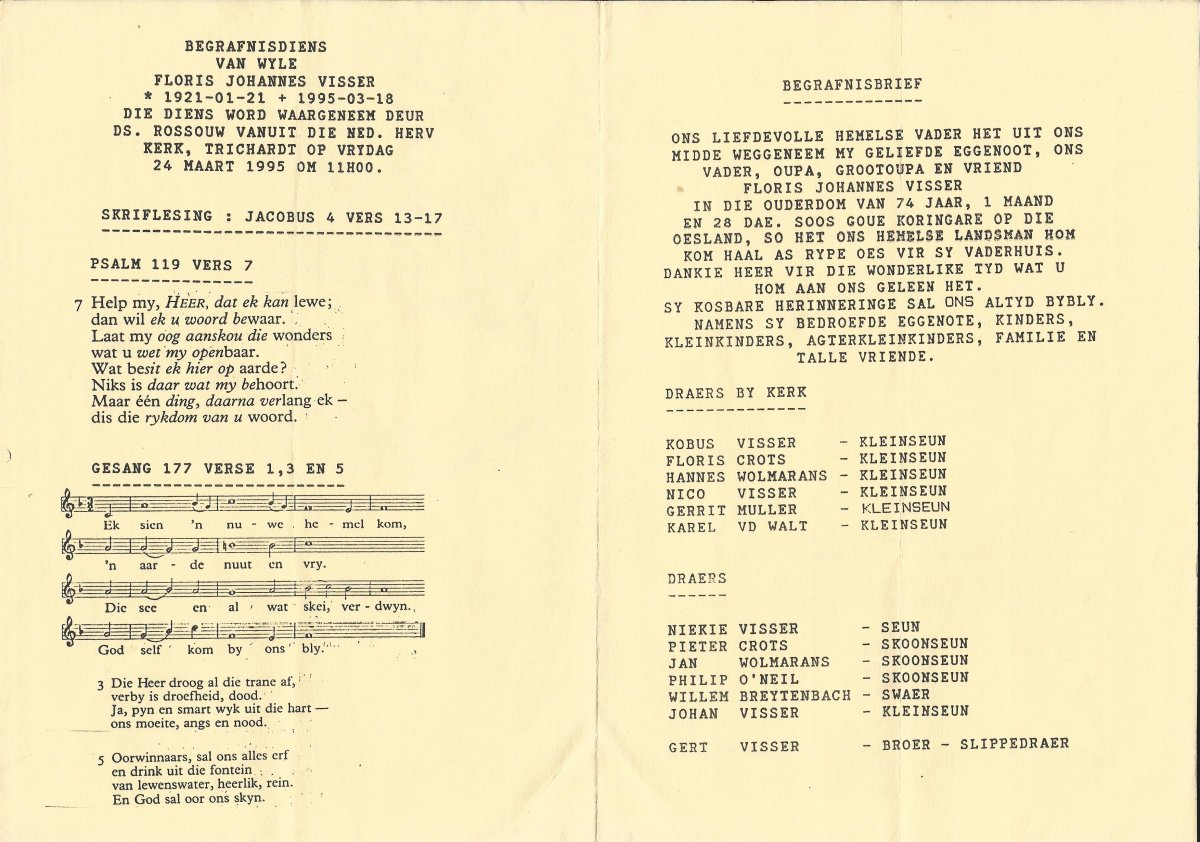 BEGRAFNISDIENS
VAN WYLE
FLORIS JOHANNES VISSER
* 1921-01-21 + 1995-03-18
DIE DIENS WORD WAARGENEEM DEUR
DS. ROSSOUW VANUIT DIE NED. HERV
KERK, TRICHARDT OP VRYDAG
24 MAART 1995 OM 11H00.
SKRIFLESING : JACOBUS 4 VERS 13-17
PSALM 119 VERS 7
7 Help my, HEER, dat ek kan lewe;
dan wil ek u woord bewaar.
Laat my oog aanskou die wonders
wat u wet my openbaar.
Wat besit ek hier op aarde?
Niks is daar wat my behoort.
Maar één ding, daarna verlang ek –
dis die rykdom van u woord.
GESANG 177 VERSE 1,3 EN 5
Ek sien 'n nu - we he - mel kom,
'n aar - de nuut en vry.
Die see en al wat skei, ver - dwyn.
God self kom by ons bly.
3 Die Heer droog al die trane af,
verby is droefheid, dood.
Ja, pyn en smart wyk uit die hart —
ons moeite, angs en nood.
5 Oorwinnaars, sal ons alles erf
en drink uit die fontein
van lewenswater, heerlik, rein.
En God sal oor ons skyn.
BEGRAFNISBRIEF
ONS LIEFDEVOLLE HEMELSE VADER HET UIT ONS
MIDDE WEGGENEEM MY GELIEFDE EGGENOOT, ONS
VADER, OUPA, GROOTOUPA EN VRIEND
FLORIS JOHANNES VISSER
IN DIE OUDERDOM VAN 74 JAAR, 1 MAAND
EN 28 DAE. SOOS GOUE KORINGARE OP DIE
OESLAND, SO HET ONS HEMELSE LANDSMAN HOM
KOM HAAL AS RYPE OES VIR SY VADERHUIS.
DANKIE HEER VIR DIE WONDERLIKE TYD WAT U
HOM AAN ONS GELEEN HET.
SY KOSBARE HERINNERINGE SAL ONS ALTYD BYBLY.
NAMENS SY BEDROEFDE EGGENOTE, KINDERS,
KLEINKINDERS, AGTERKLEINKINDERS, FAMILIE EN
TALLE VRIENDE.
DRAERS BY KERK
KOBUS VISSER - KLEINSEUN
FLORIS CROTS - KLEINSEUN
HANNES WOLMARANS - KLEINSEUN
NICO VISSER - KLEINSEUN
GERRIT MULLER - KLEINSEUN
KAREL VD WALT - KLEINSEUN
DRAERS
NIEKIE VISSER - SEUN
PIETER CROTS - SKOONSEUN
JAN WOLMARANS - SKOONSEUN
PHILIP O'NEIL - SKOONSEUN
WILLEM BREYTENBACH - SWAER
JOHAN VISSER - KLEINSEUN
GERT VISSER - BROER - SLIPPEDRAER